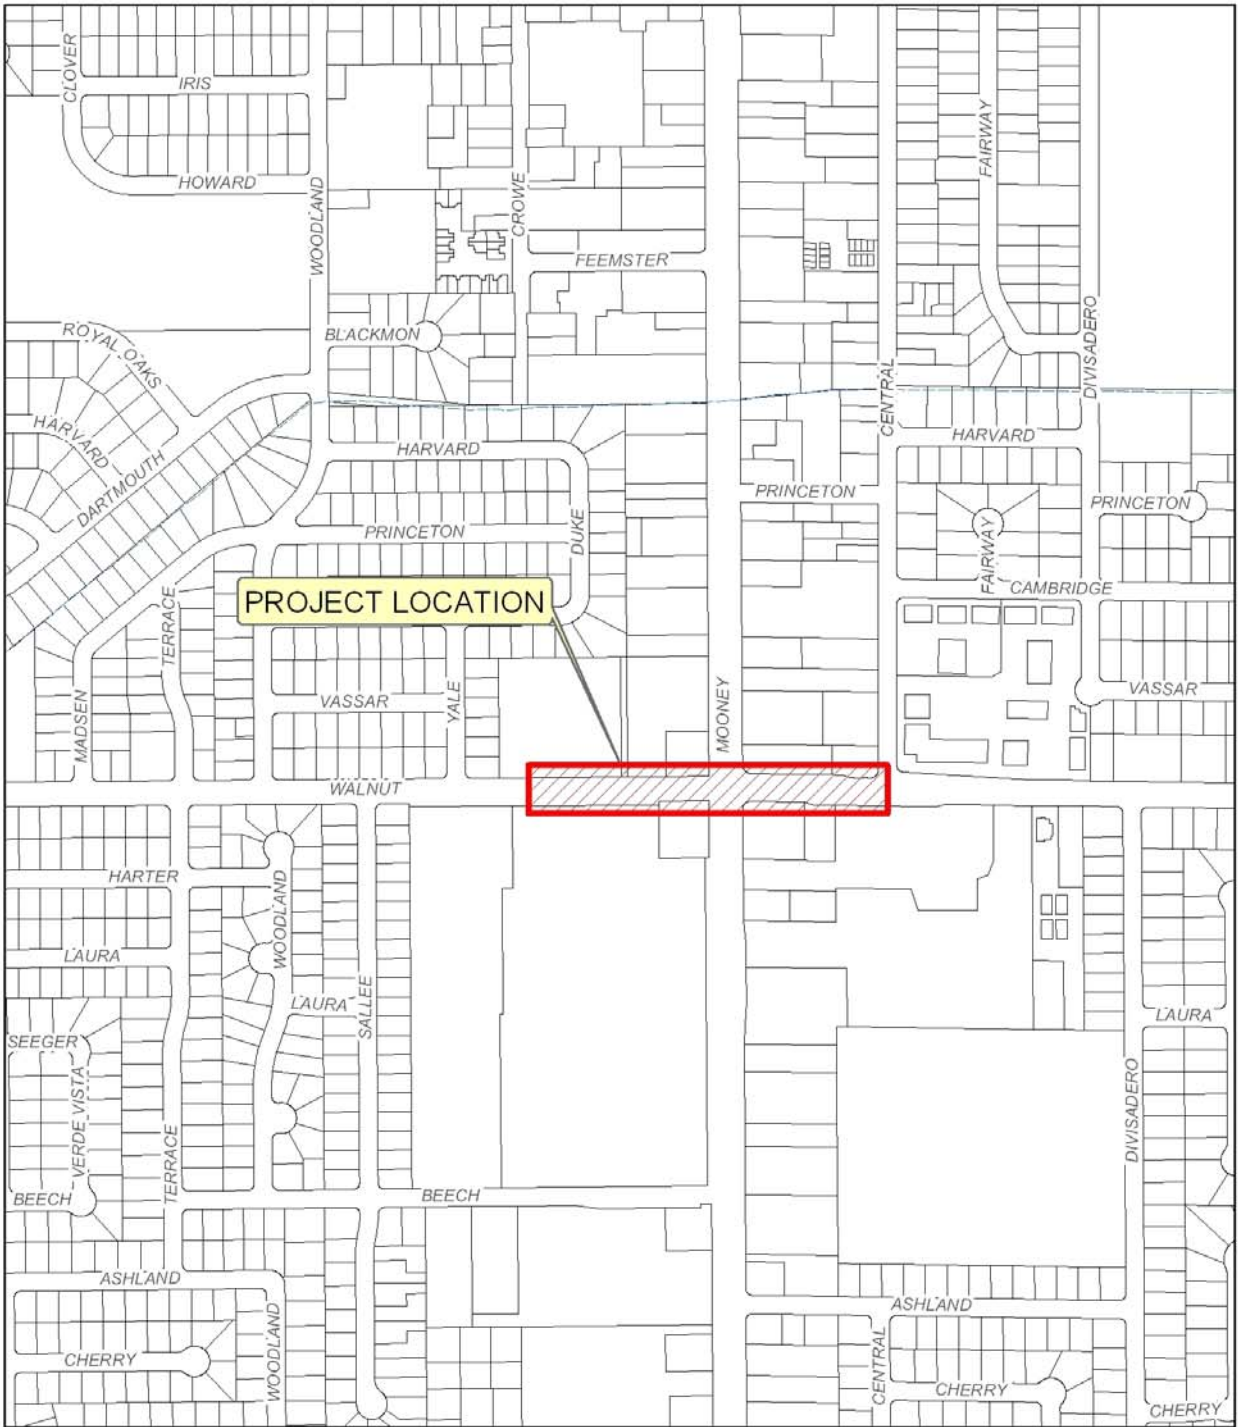 CLOVER
IRIS
HOWARD
WOODLAND
CROWE
FEEMSTER
FAIRWAY
BLACKMON
DIVISADERO
ROYAL OAKS
CENTRAL
HARVARD
HARVARD
HARVARD
DARTMOUTH
PRINCETON
PRINCETON
PRINCETON
DUKE
FAIRWAY
CAMBRIDGE
PROJECT LOCATION
TERRACE
MADSEN
VASSAR
YALE
MOONEY
VASSAR
WALNUT
HARTER
WOODLAND
LAURA
LAURA
SALLEE
LAURA
SEEGER
VERDE VISTA
TERRACE
DIVISADERO
BEECH
BEECH
ASHLAND
ASHLAND
WOODLAND
CHERRY
CENTRAL
CHERRY
CHERRY